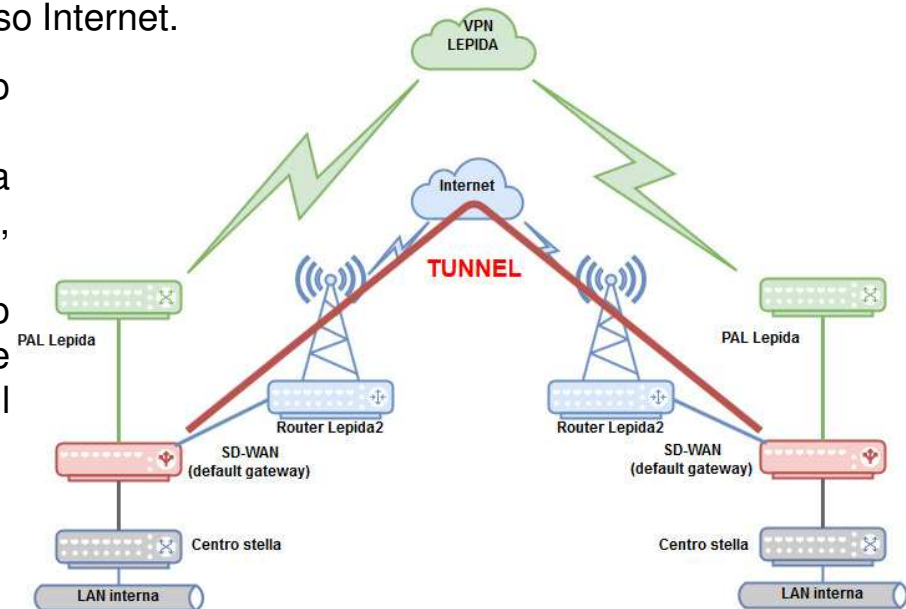 so Internet.
o
a
,
o
e
l
VPN
LEPIDA
Internet
TUNNEL
PAL Lepida
PAL Lepida
Router Lepida2
Router Lepida2
SD-WAN
(default gateway)
SD-WAN
(default gateway)
Centro stella
Centro stella
LAN interna
LAN interna